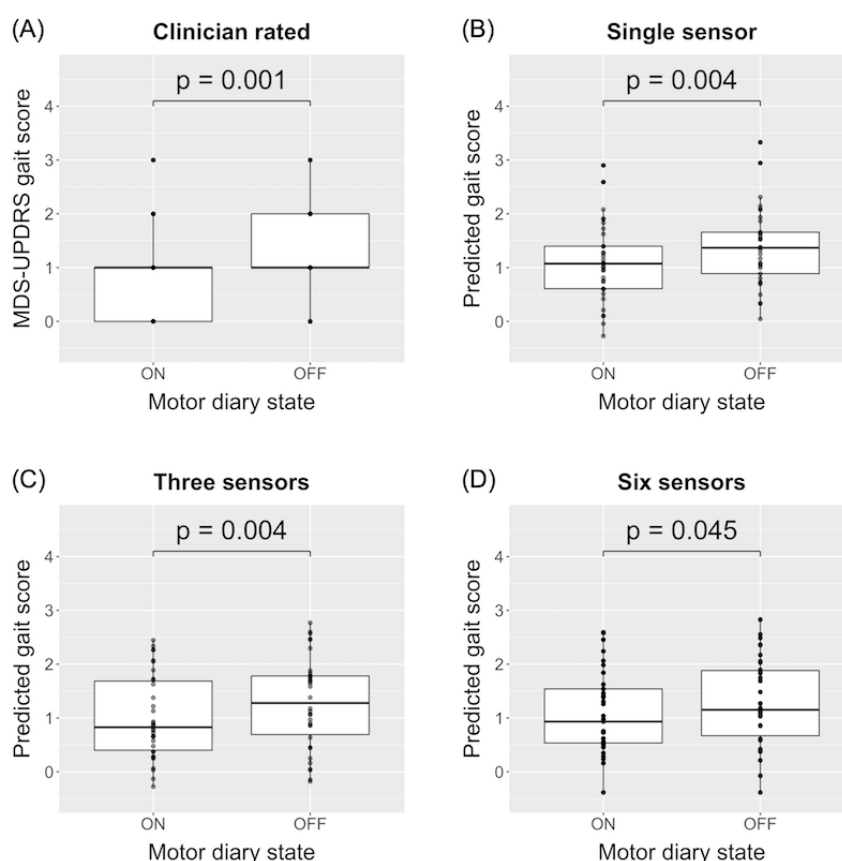 (A)
Clinician rated
p = 0.001
MDS-UPDRS gait score
4
3
2
1
0
ON
OFF
Motor diary state
(B)
Single sensor
p = 0.004
Predicted gait score
4
3
2
1
0
ON
OFF
Motor diary state
(C)
Three sensors
p = 0.004
Predicted gait score
4
3
2
1
0
ON
OFF
Motor diary state
(D)
Six sensors
p = 0.045
Predicted gait score
4
3
2
1
0
ON
OFF
Motor diary state